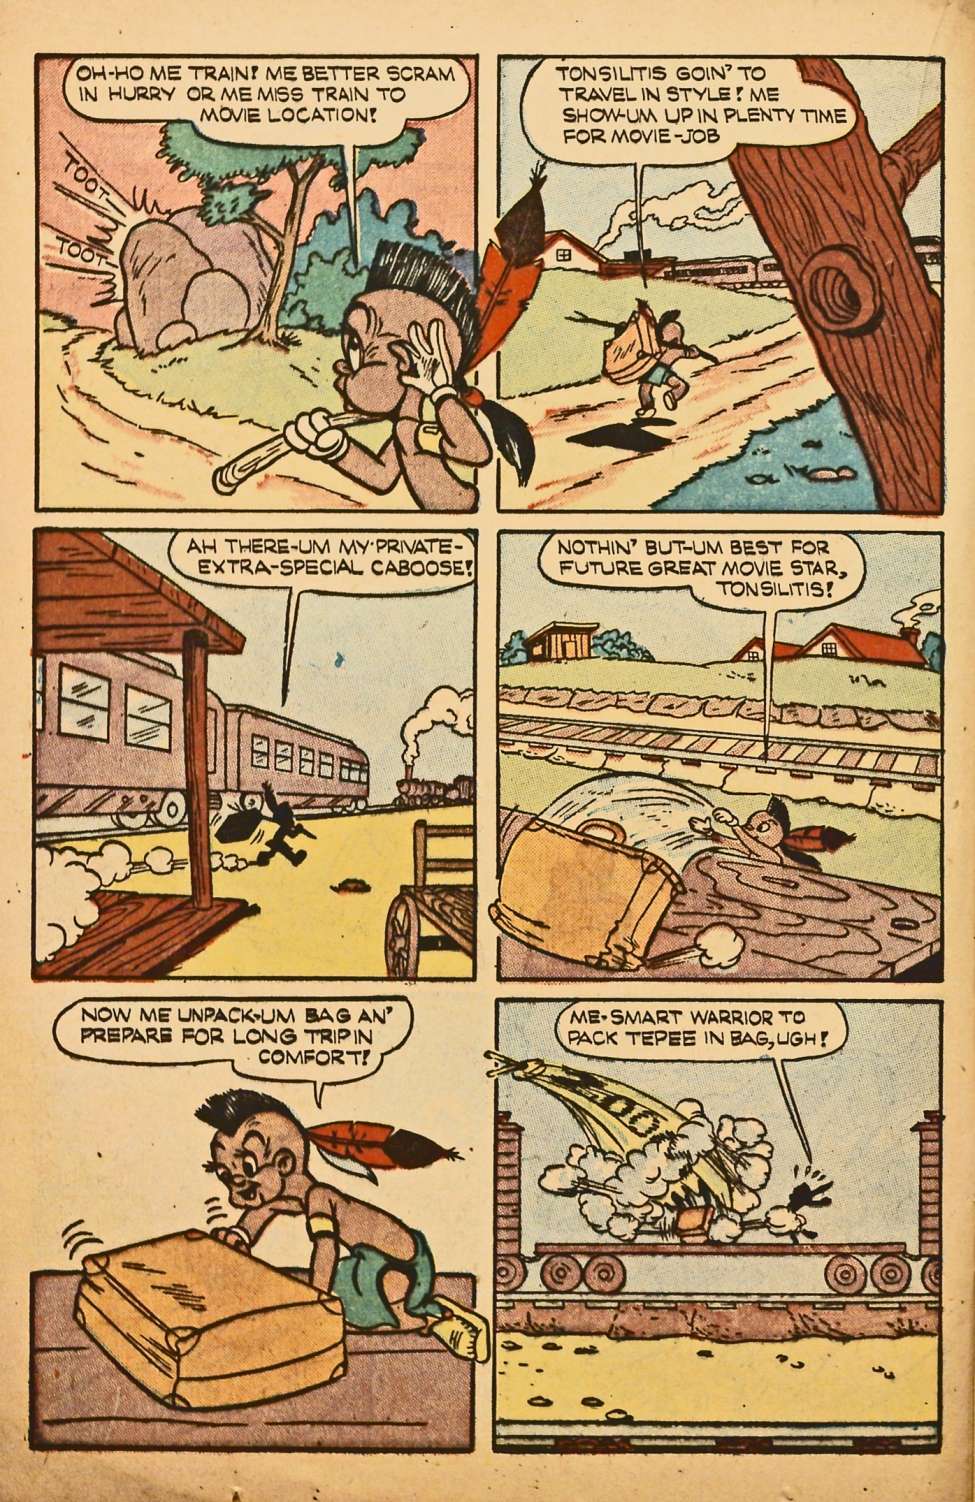 OH-HO ME TRAIN! ME BETTER SCRAM
IN HURRY OR ME MISS TRAIN TO
MOVIE LOCATION!
TOOT
TOOT
TONSILITIS GOIN' TO
TRAVEL IN STYLE! ME
SHOW-UM UP IN PLENTY TIME
FOR MOVIE-JOB
AH THERE-UM MY-PRIVATE-
EXTRA-SPECIAL CABOOSE!
NOTHIN' BUT-UM BEST FOR
FUTURE GREAT MOVIE STAR,
TONSILITIS!
NOW ME UNPACK-UM BAG AN'
PREPARE FOR LONG TRIP IN
COMFORT!
ME-SMART WARRIOR TO
PACK TEPEE IN BAG, UGH!